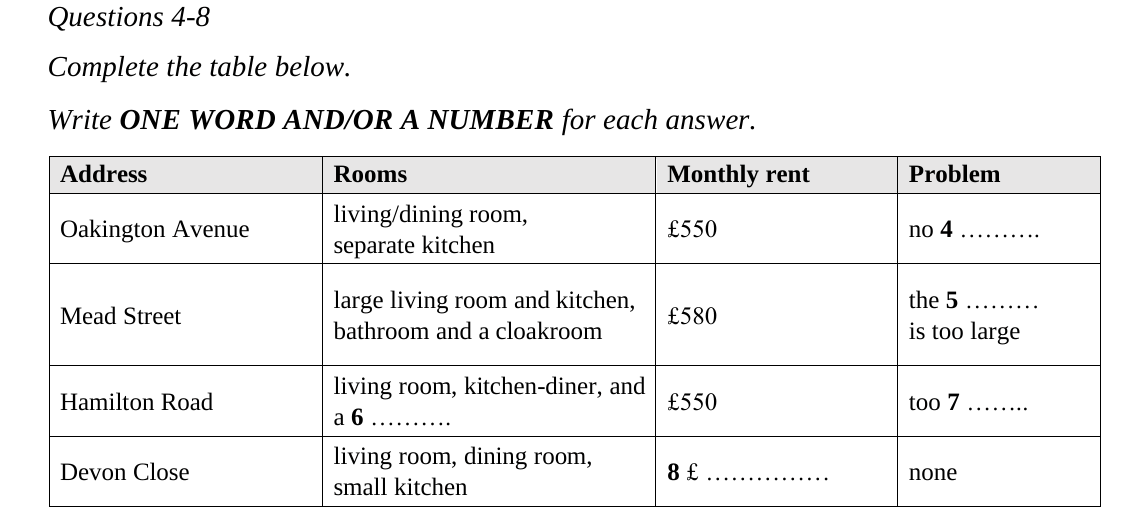 Questions 4-8
Complete the table below.
Write ONE WORD AND/OR A NUMBER for each answer.
Address Rooms Monthly rent Problem
Oakington Avenue living/dining room, separate kitchen £550 no 4 ……….
Mead Street large living room and kitchen, bathroom and a cloakroom £580 the 5 ……… is too large
Hamilton Road living room, kitchen-diner, and a 6 ………. £550 too 7 ……..
Devon Close living room, dining room, small kitchen 8 £ …………… none